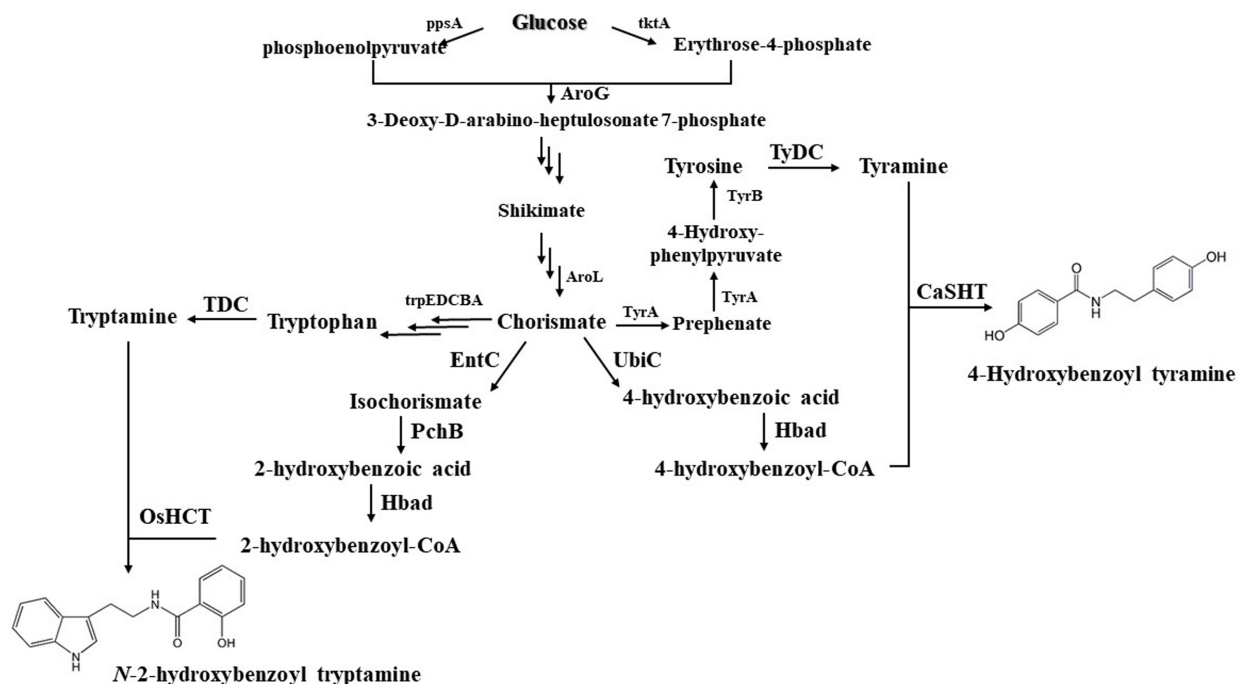 Glucose
ppsA
tktA
phosphoenolpyruvate
Erythrose-4-phosphate
AroG
3-Deoxy-D-arabino-heptulosonate 7-phosphate
Tyrosine
TyDC
Tyramine
TyrB
Shikimate
4-Hydroxy-
phenylpyruvate
AroL
TyrA
CaSHT
O
N
H
OH
HO
4-Hydroxybenzoyl tyramine
Tryptamine
TDC
Tryptophan
trpEDCBA
Chorismate
TyrA
Prephenate
EntC
UbiC
Isochorismate
4-hydroxybenzoic acid
PchB
Hbad
2-hydroxybenzoic acid
4-hydroxybenzoyl-CoA
Hbad
OsHCT
2-hydroxybenzoyl-CoA
H
N
O
OH
N
H
N-2-hydroxybenzoyl tryptamine